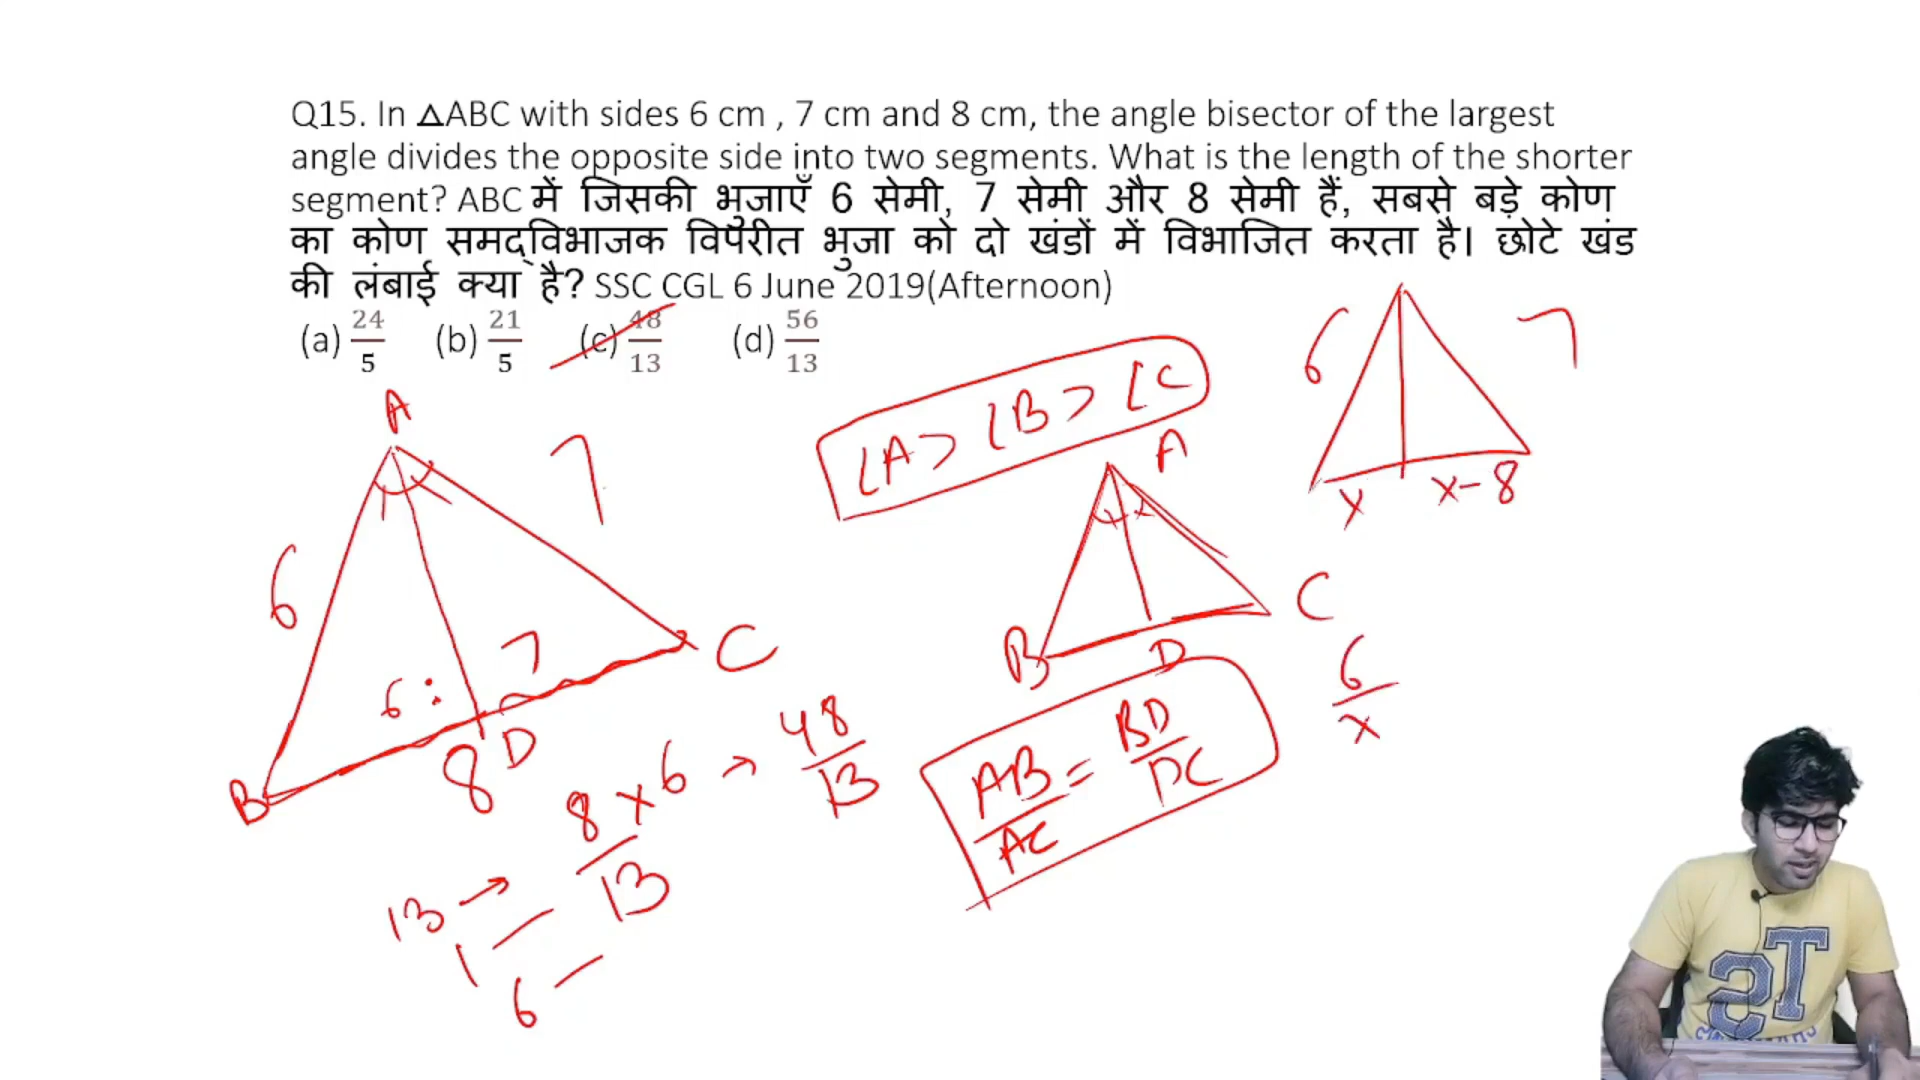 Q15. In △ABC with sides 6 cm , 7 cm and 8 cm, the angle bisector of the largest
angle divides the opposite side into two segments. What is the length of the shorter
segment? ABC में जिसकी भुजाएँ 6 सेमी, 7 सेमी और 8 सेमी हैं, सबसे बड़े कोण
का कोण समद्विभाजक विपरीत भुजा को दो खंडों में विभाजित करता है। छोटे खंड
की लंबाई क्या है? SSC CGL 6 June 2019(Afternoon)
(a) 24/5 (b) 21/5 (c) 48/13 (d) 56/13
A
7
6
6 : 7
B
8
D
C
8/13 × 6 → 48/13
13 →
1 —
6 —
∠A > ∠B > ∠C
A
B
D
C
AB/AC = BD/DC
6
7
x
x-8
6/x
ST